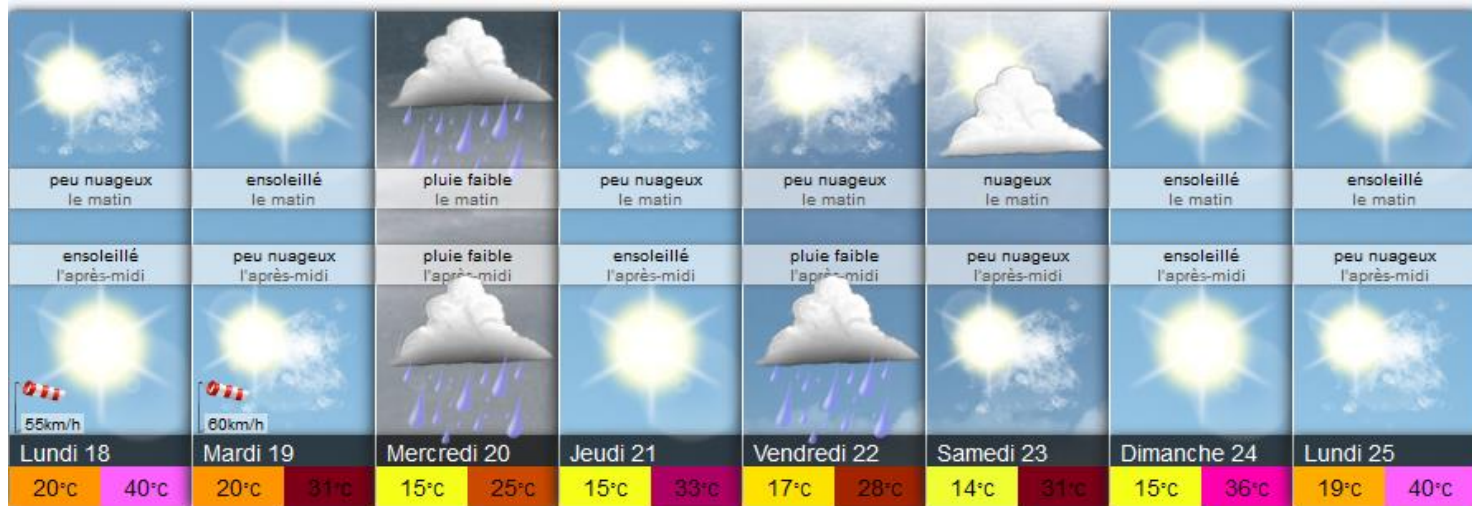 peu nuageux
le matin
ensoleillé
l'après-midi
55km/h
Lundi 18
20°C 40°C
ensoleillé
le matin
peu nuageux
l'après-midi
60km/h
Mardi 19
20°C 31°C
pluie faible
le matin
pluie faible
l'après-midi
Mercredi 20
15°C 25°C
peu nuageux
le matin
ensoleillé
l'après-midi
Jeudi 21
15°C 33°C
peu nuageux
le matin
pluie faible
l'après-midi
Vendredi 22
17°C 28°C
nuageux
le matin
peu nuageux
l'après-midi
Samedi 23
14°C 31°C
ensoleillé
le matin
ensoleillé
l'après-midi
Dimanche 24
15°C 36°C
ensoleillé
le matin
peu nuageux
l'après-midi
Lundi 25
19°C 40°C